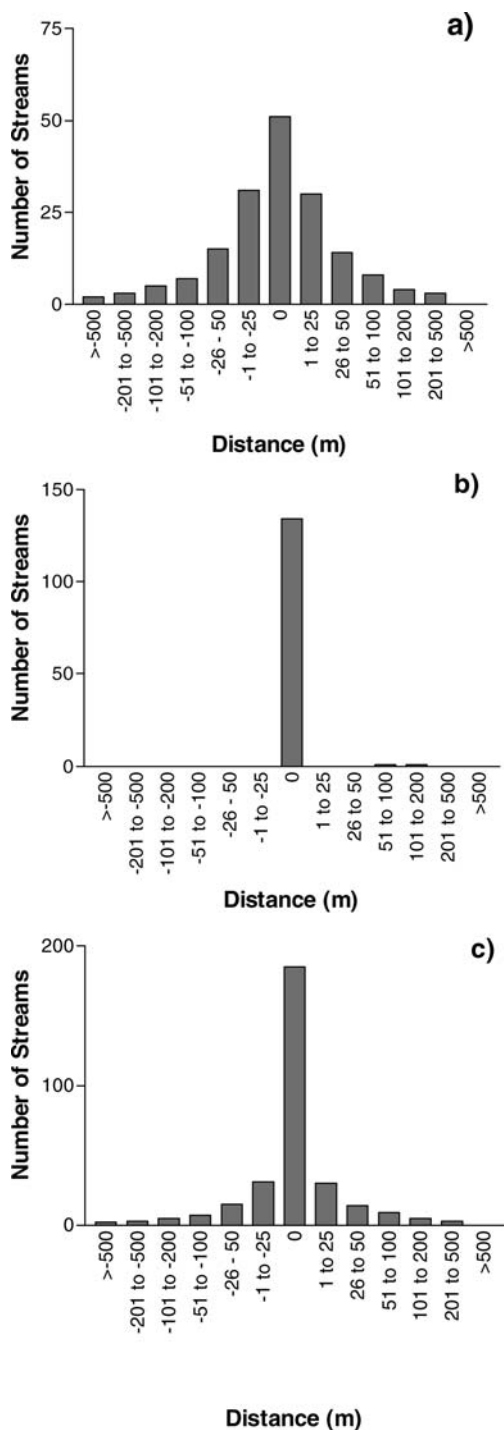 a)
Number of Streams
75
50
25
0
>-500
-201 to -500
-101 to -200
-51 to -100
-26 - 50
-1 to -25
0
1 to 25
26 to 50
51 to 100
101 to 200
201 to 500
>500
Distance (m)
b)
Number of Streams
150
100
50
0
>-500
-201 to -500
-101 to -200
-51 to -100
-26 - 50
-1 to -25
0
1 to 25
26 to 50
51 to 100
101 to 200
201 to 500
>500
Distance (m)
c)
Number of Streams
200
100
0
>-500
-201 to -500
-101 to -200
-51 to -100
-26 - 50
-1 to -25
0
1 to 25
26 to 50
51 to 100
101 to 200
201 to 500
>500
Distance (m)